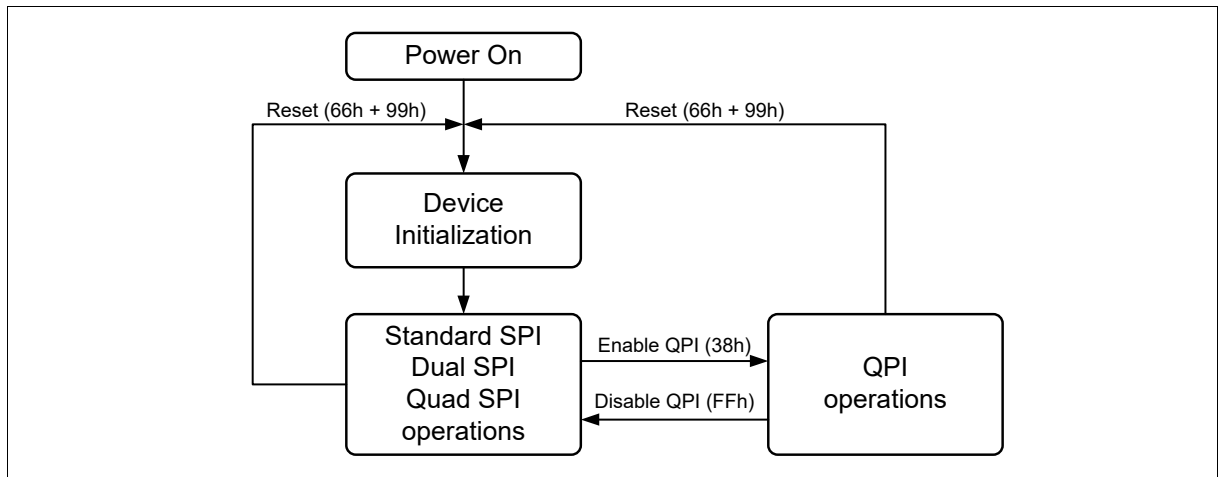 Power On
Reset (66h + 99h)
Reset (66h + 99h)
Device
Initialization
Standard SPI
Dual SPI
Quad SPI
operations
Enable QPI (38h)
Disable QPI (FFh)
QPI
operations